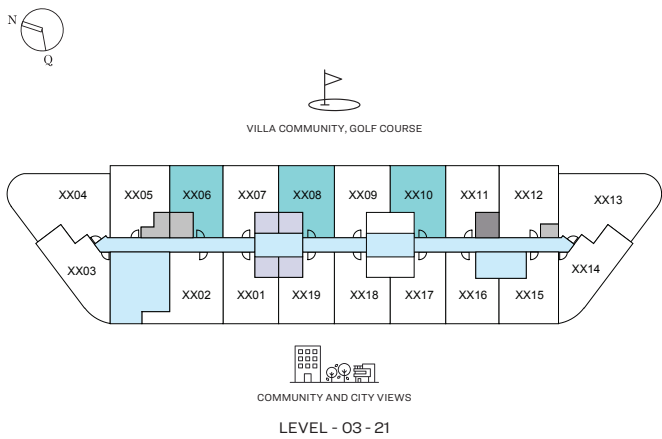 N
Q
VILLA COMMUNITY, GOLF COURSE
XX04 XX05 XX06 XX07 XX08 XX09 XX10 XX11 XX12 XX13
XX03 XX02 XX01 XX19 XX18 XX17 XX16 XX15 XX14
COMMUNITY AND CITY VIEWS
LEVEL - 03 - 21